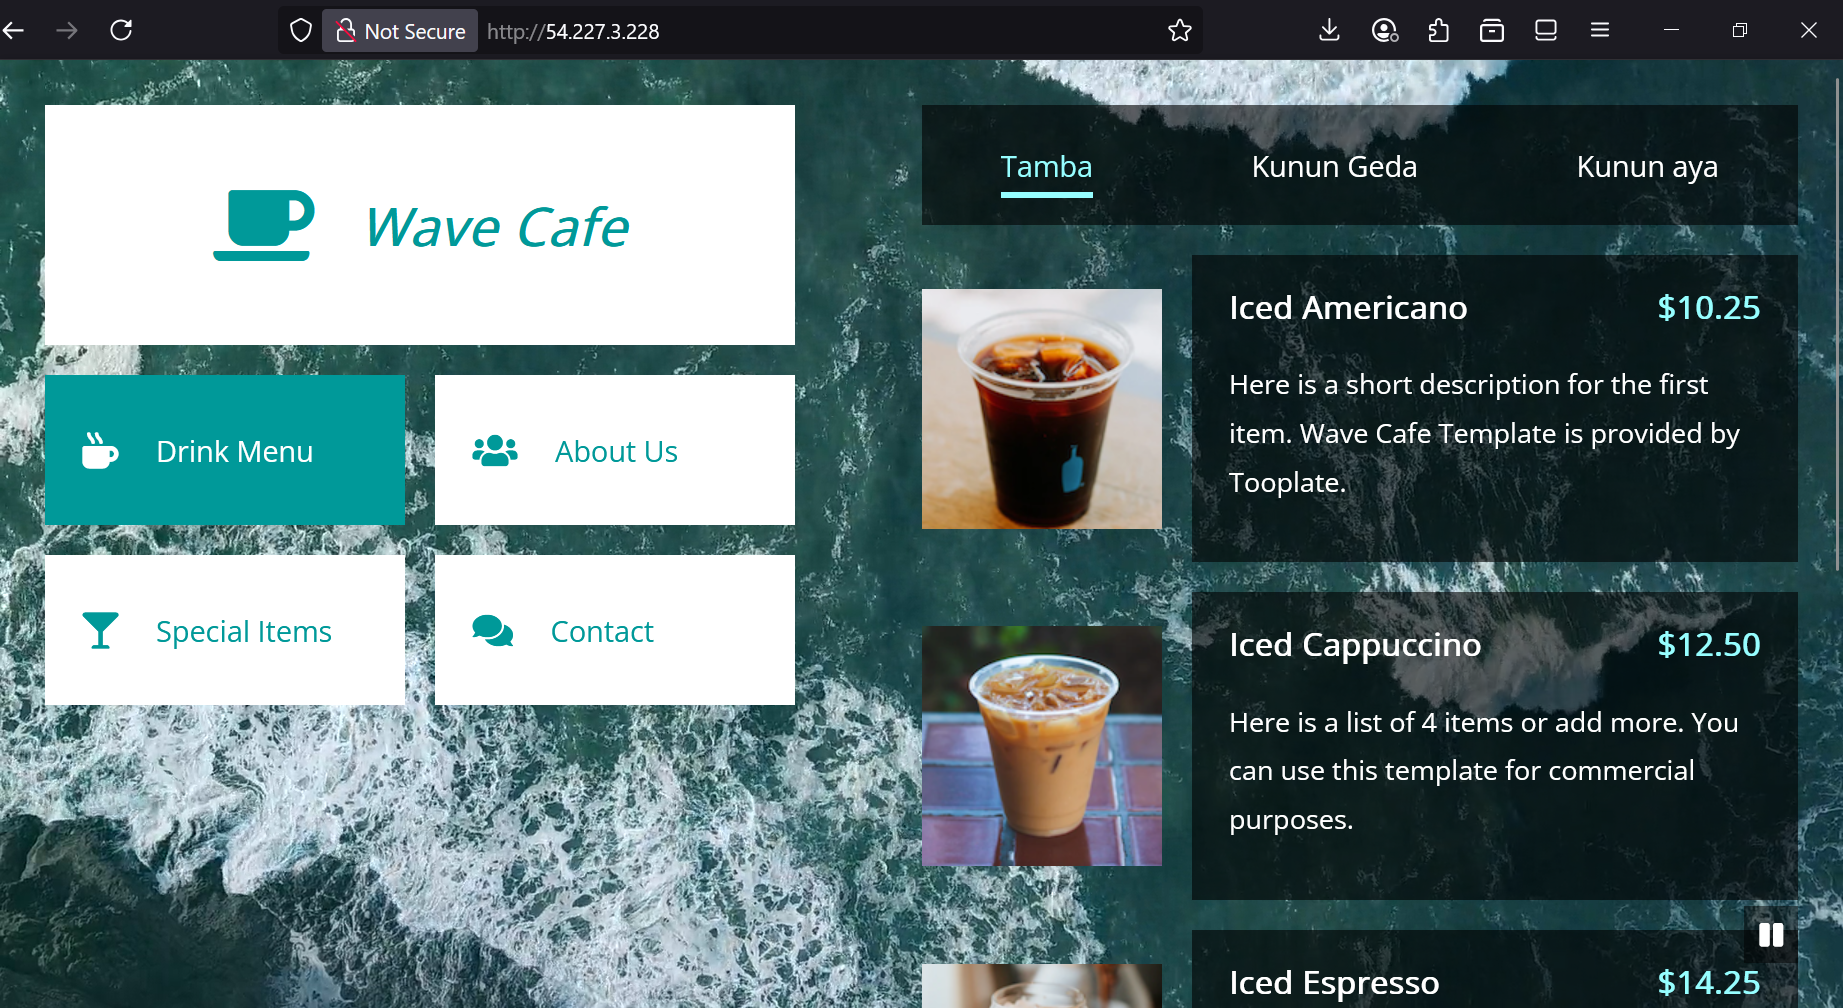 Not Secure
http://54.227.3.228
Wave Cafe
Drink Menu
About Us
Special Items
Contact
Tamba
Kunun Geda
Kunun aya
Iced Americano
$10.25
Here is a short description for the first
item. Wave Cafe Template is provided by
Tooplate.
Iced Cappuccino
$12.50
Here is a list of 4 items or add more. You
can use this template for commercial
purposes.
Iced Espresso
$14.25